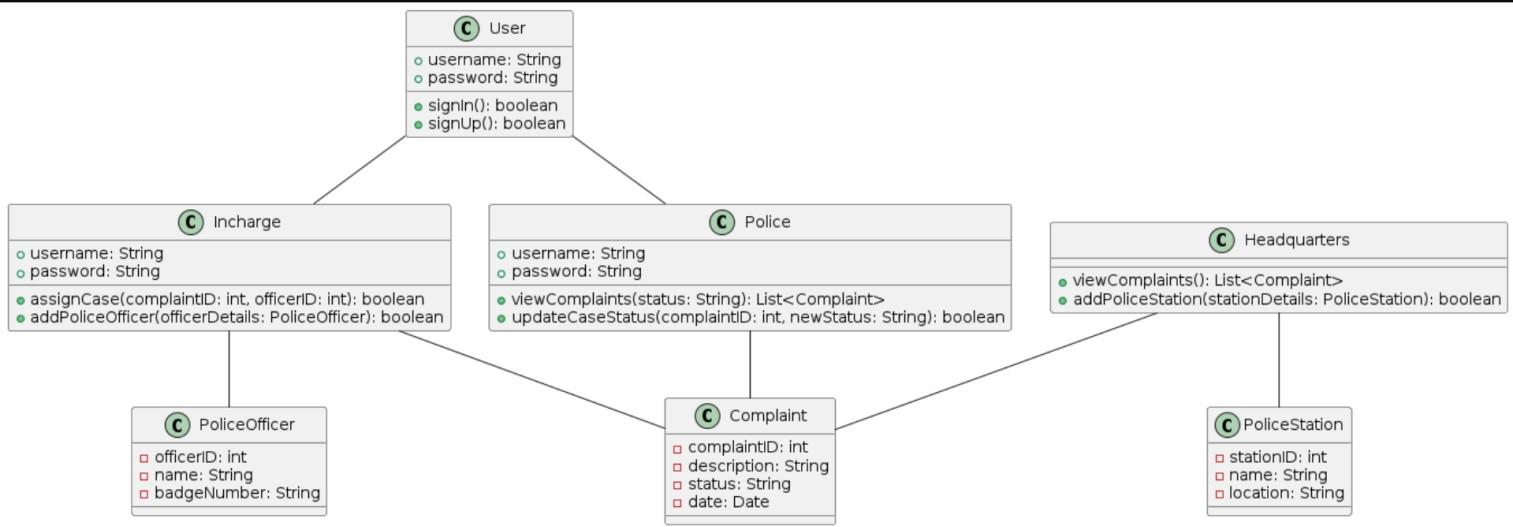 C User
username: String
password: String
signIn(): boolean
signUp(): boolean
C Incharge
username: String
password: String
assignCase(complaintID: int, officerID: int): boolean
addPoliceOfficer(officerDetails: PoliceOfficer): boolean
C Police
username: String
password: String
viewComplaints(status: String): List<Complaint>
updateCaseStatus(complaintID: int, newStatus: String): boolean
C Headquarters
viewComplaints(): List<Complaint>
addPoliceStation(stationDetails: PoliceStation): boolean
C PoliceOfficer
officerID: int
name: String
badgeNumber: String
C Complaint
complaintID: int
description: String
status: String
date: Date
C PoliceStation
stationID: int
name: String
location: String